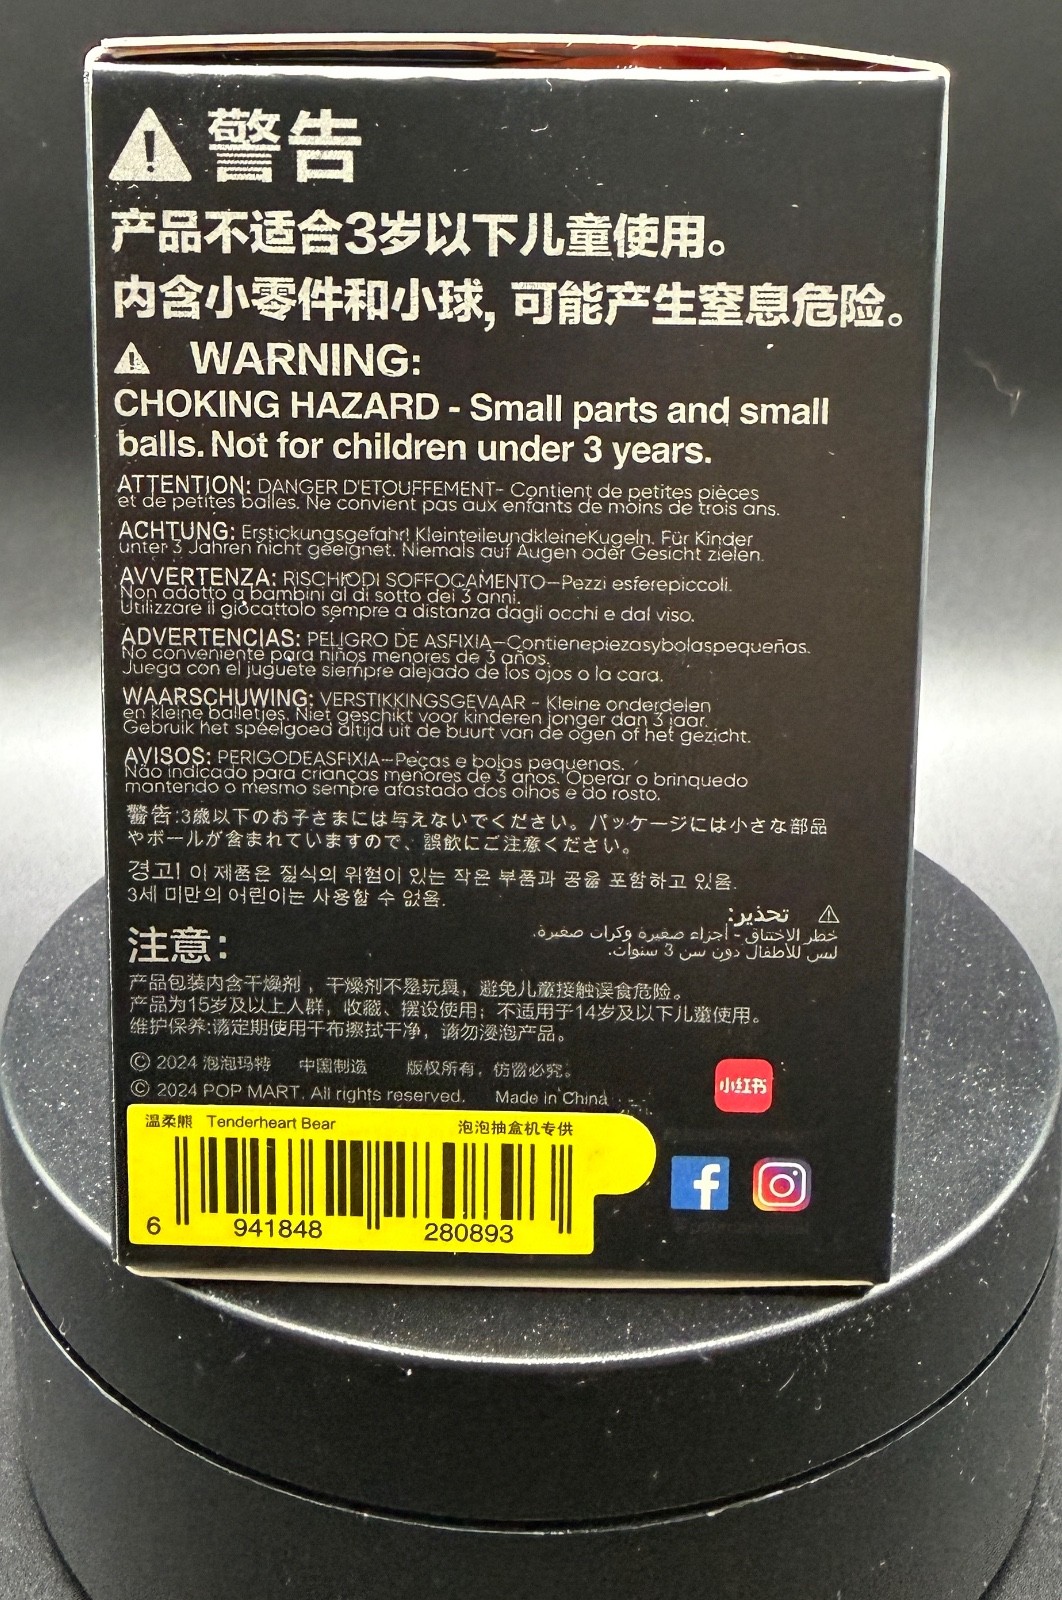 警告
产品不适合3岁以下儿童使用。
内含小零件和小球, 可能产生窒息危险。
WARNING:
CHOKING HAZARD - Small parts and small
balls. Not for children under 3 years.
ATTENTION: DANGER D'ETOUFFEMENT- Contient de petites pièces
et de petites balles. Ne convient pas aux enfants de moins de trois ans.
ACHTUNG: Erstickungsgefahr! KleinteileundkleineKugeln. Für Kinder
unter 3 Jahren nicht geeignet. Niemals auf Augen oder Gesicht zielen.
AVVERTENZA: RISCHIODI SOFFOCAMENTO—Pezzi esferepiccoli.
Non adatto a bambini al di sotto dei 3 anni.
Utilizzare il giocattolo sempre a distanza dagli occhi e dal viso.
ADVERTENCIAS: PELIGRO DE ASFIXIA—Contienepiezasybolaspequeñas.
No conveniente para niños menores de 3 años.
Juega con el juguete siempre alejado de los ojos o la cara.
WAARSCHUWING: VERSTIKKINGSGEVAAR - Kleine onderdelen
en kleine balletjes. Niet geschikt voor kinderen jonger dan 3 jaar.
Gebruik het speelgoed altijd uit de buurt van de ogen of het gezicht.
AVISOS: PERIGODEASFIXIA—Peças e bolas pequenas.
Não indicado para crianças menores de 3 anos. Operar o brinquedo
mantendo o mesmo sempre afastado dos olhos e do rosto.
警告:3歳以下のお子さまには与えないでください。パッケージには小さな部品
やボールが含まれていますので、誤飲にご注意ください。
경고! 이 제품은 질식의 위험이 있는 작은 부품과 공을 포함하고 있음.
3세 미만의 어린이는 사용할 수 없음.
تحذير:
خطر الاختناق - أجزاء صغيرة وكرات صغيرة.
ليس للأطفال دون سن 3 سنوات.
注意:
产品包装内含干燥剂，干燥剂不是玩具，避免儿童接触误食危险。
产品为15岁及以上人群，收藏、摆设使用；不适用于14岁及以下儿童使用。
维护保养:请定期使用干布擦拭干净，请勿浸泡产品。
© 2024 泡泡玛特 中国制造 版权所有，仿冒必究。
© 2024 POP MART. All rights reserved. Made in China
小红书
温柔熊 Tenderheart Bear 泡泡抽盒机专供
6 941848 280893